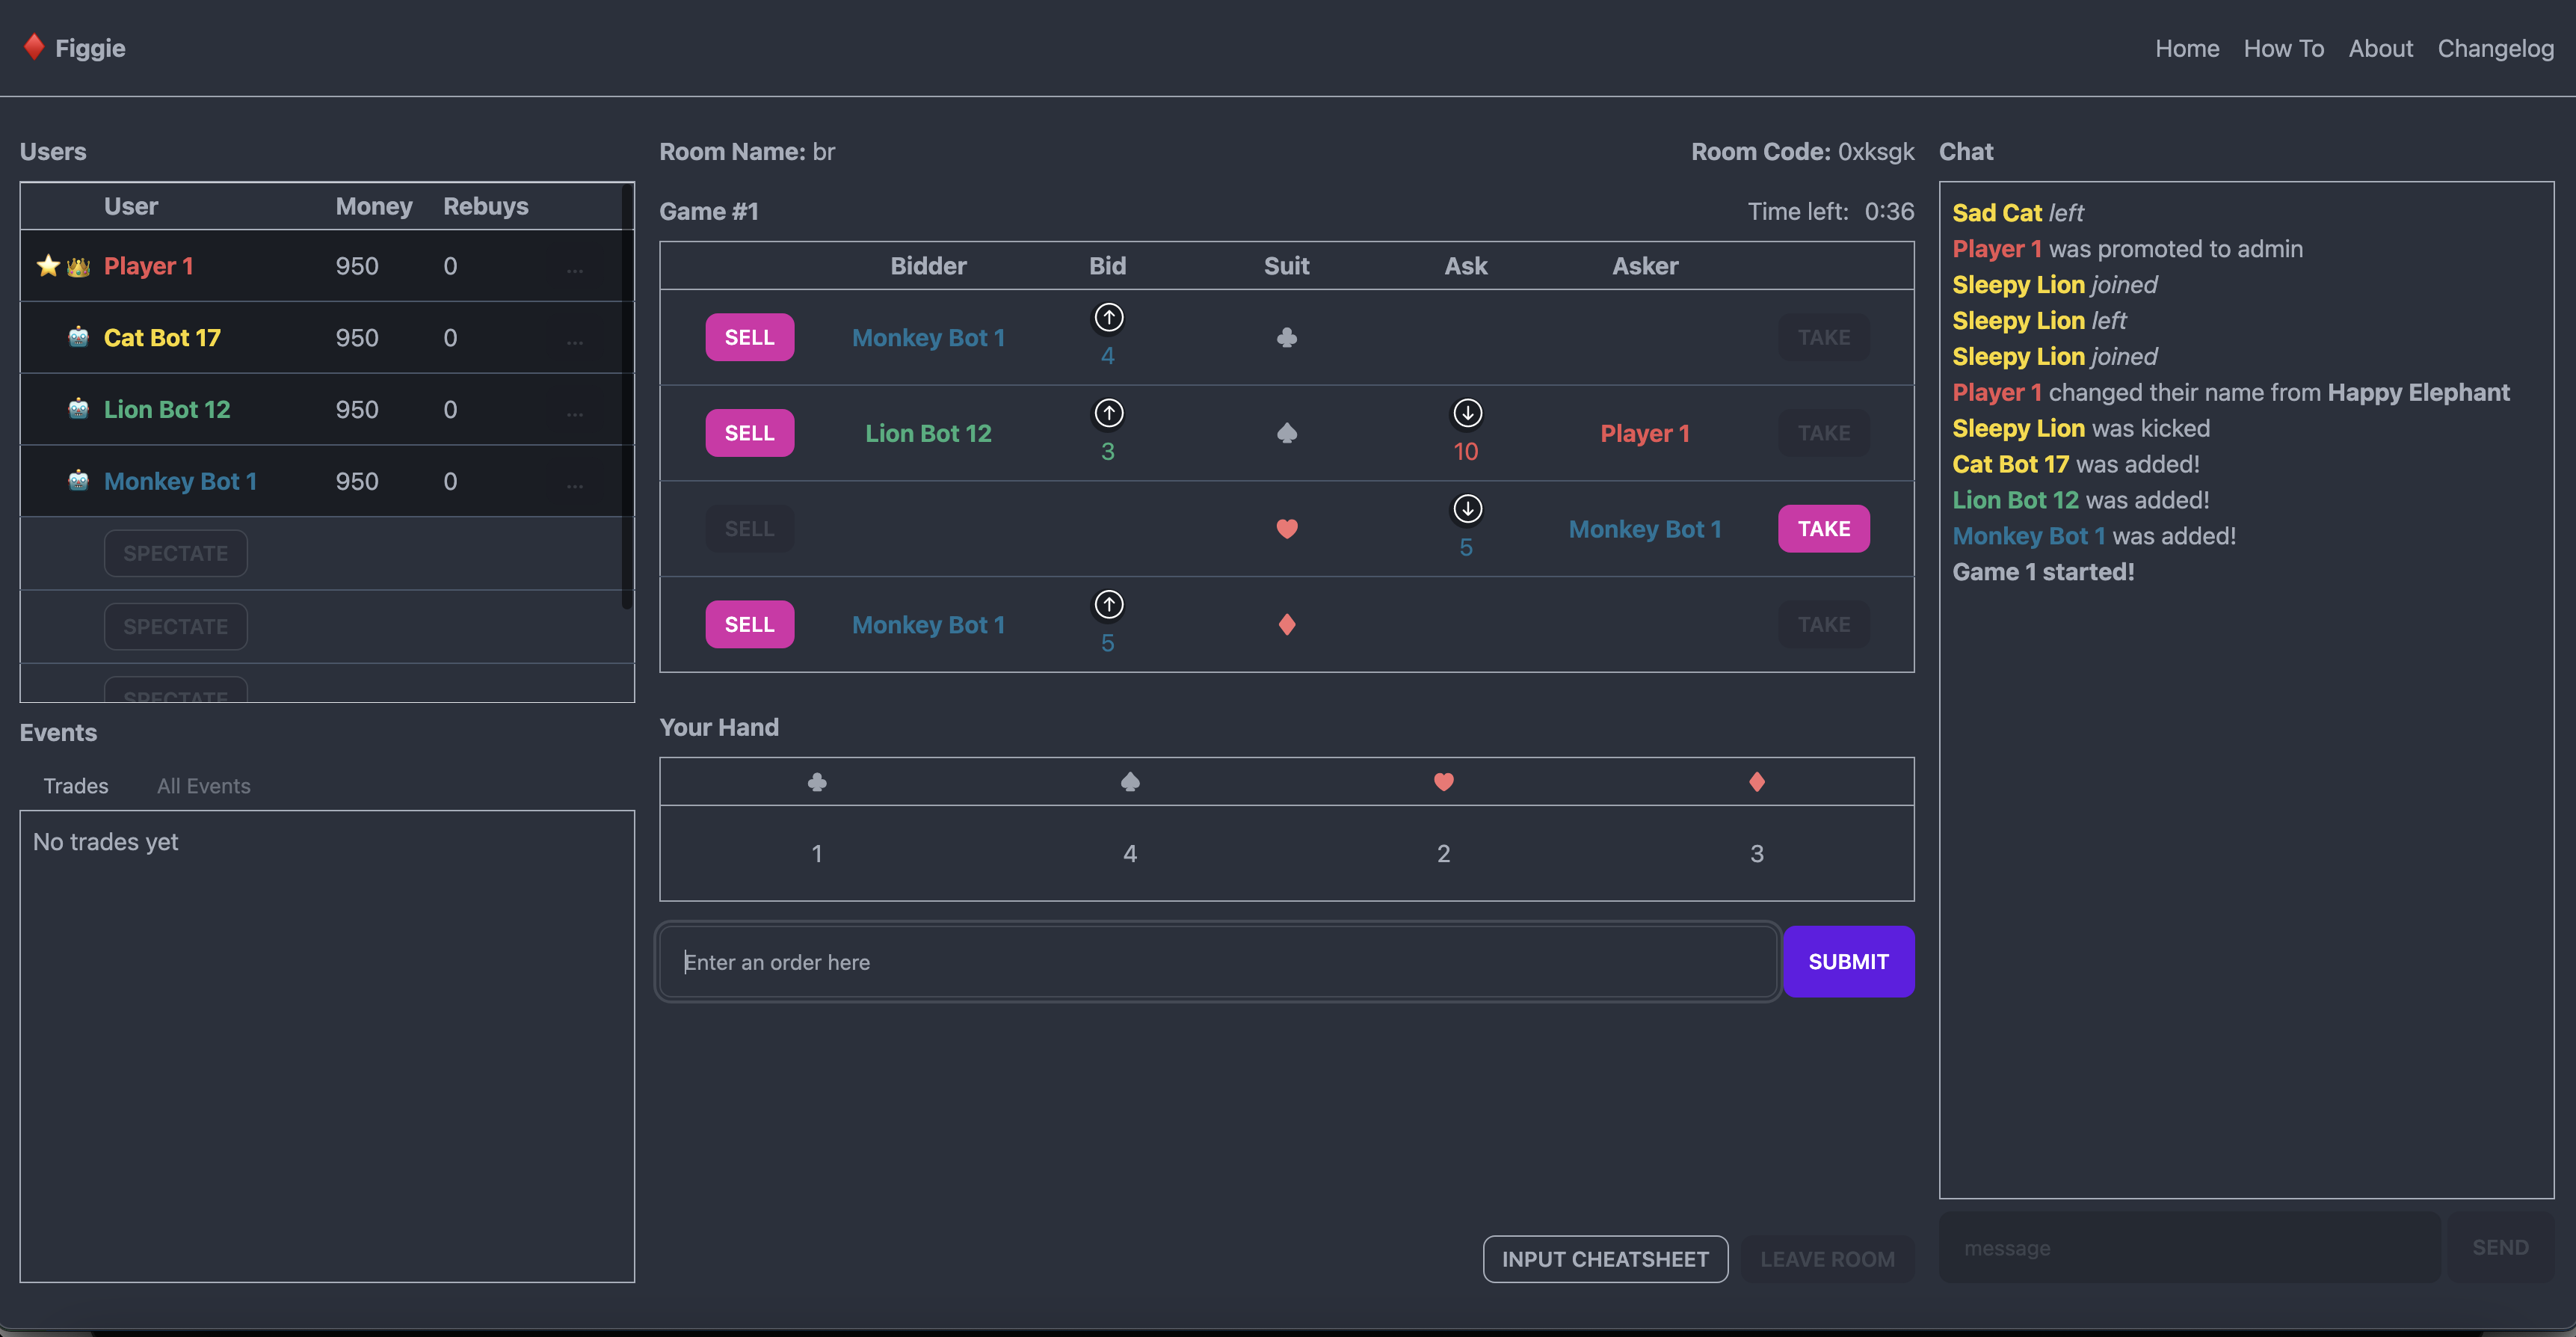 Figgie
Home How To About Changelog
Users
User Money Rebuys
Player 1 950 0 ...
Cat Bot 17 950 0 ...
Lion Bot 12 950 0 ...
Monkey Bot 1 950 0 ...
SPECTATE
SPECTATE
SPECTATE
Events
Trades All Events
No trades yet
Room Name: br
Room Code: 0xksgk
Game #1
Time left: 0:36
Bidder Bid Suit Ask Asker
SELL Monkey Bot 1 4 ♣ TAKE
SELL Lion Bot 12 3 ♠ 10 Player 1 TAKE
SELL ♥ 5 Monkey Bot 1 TAKE
SELL Monkey Bot 1 5 ♦ TAKE
Your Hand
♣ ♠ ♥ ♦
1 4 2 3
Enter an order here
SUBMIT
INPUT CHEATSHEET
LEAVE ROOM
Chat
Sad Cat left
Player 1 was promoted to admin
Sleepy Lion joined
Sleepy Lion left
Sleepy Lion joined
Player 1 changed their name from Happy Elephant
Sleepy Lion was kicked
Cat Bot 17 was added!
Lion Bot 12 was added!
Monkey Bot 1 was added!
Game 1 started!
message
SEND